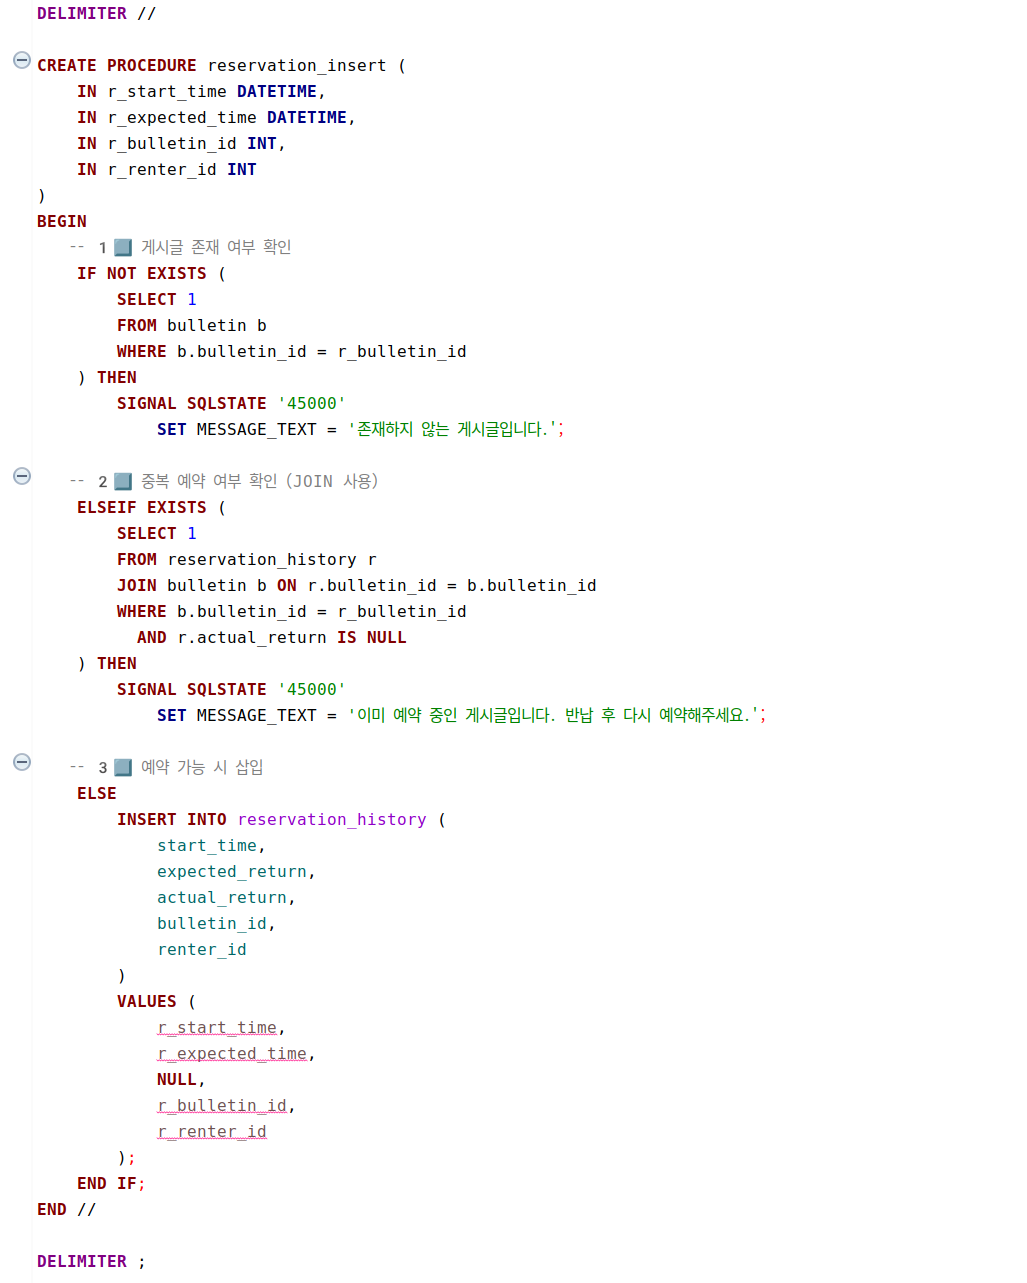 DELIMITER //
CREATE PROCEDURE reservation_insert (
    IN r_start_time DATETIME,
    IN r_expected_time DATETIME,
    IN r_bulletin_id INT,
    IN r_renter_id INT
)
BEGIN
    -- 1 게시글 존재 여부 확인
    IF NOT EXISTS (
        SELECT 1
        FROM bulletin b
        WHERE b.bulletin_id = r_bulletin_id
    ) THEN
        SIGNAL SQLSTATE '45000'
            SET MESSAGE_TEXT = '존재하지 않는 게시글입니다.';
    -- 2 중복 예약 여부 확인 (JOIN 사용)
    ELSEIF EXISTS (
        SELECT 1
        FROM reservation_history r
        JOIN bulletin b ON r.bulletin_id = b.bulletin_id
        WHERE b.bulletin_id = r_bulletin_id
          AND r.actual_return IS NULL
    ) THEN
        SIGNAL SQLSTATE '45000'
            SET MESSAGE_TEXT = '이미 예약 중인 게시글입니다. 반납 후 다시 예약해주세요.';
    -- 3 예약 가능 시 삽입
    ELSE
        INSERT INTO reservation_history (
            start_time,
            expected_return,
            actual_return,
            bulletin_id,
            renter_id
        )
        VALUES (
            r_start_time,
            r_expected_time,
            NULL,
            r_bulletin_id,
            r_renter_id
        );
    END IF;
END //
DELIMITER ;